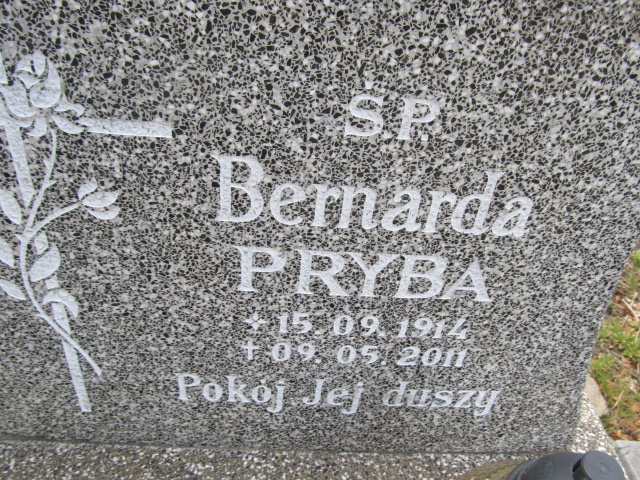 Ś.P.
Bernarda
PRYBA
* 15. 09. 1914
† 09. 05. 2011
Pokój Jej duszy